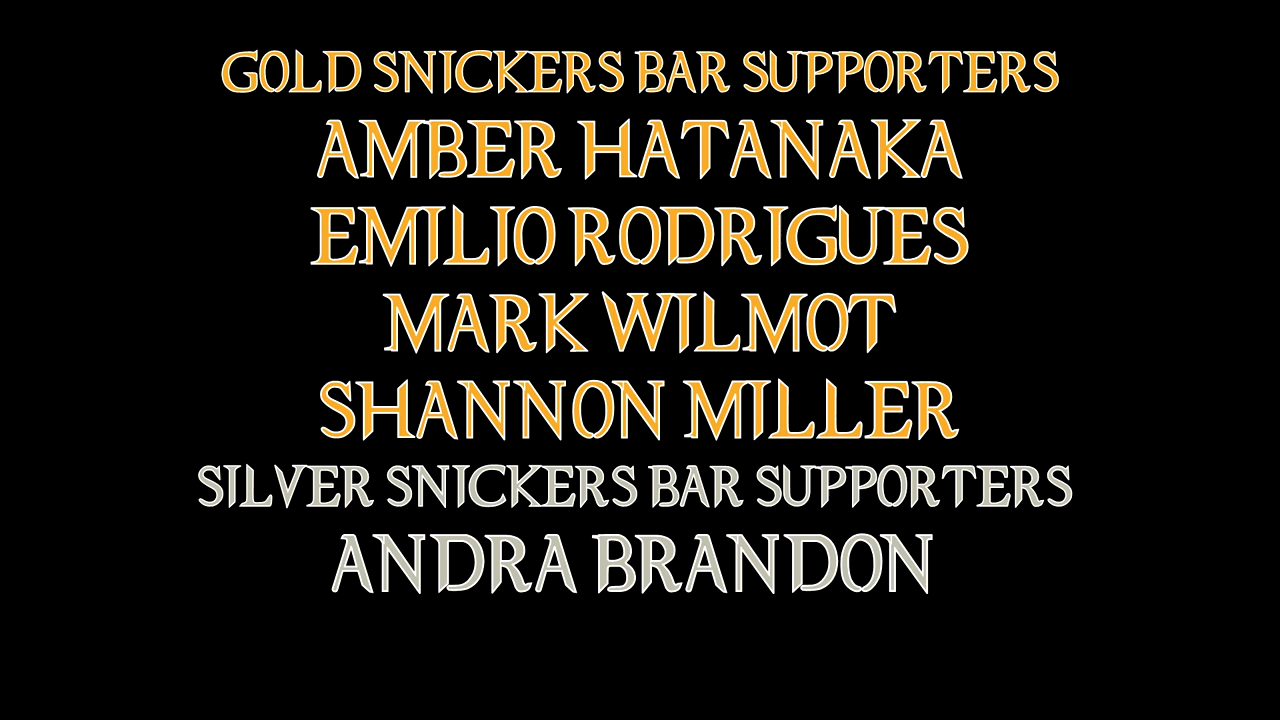 GOLD SNICKERS BAR SUPPORTERS
AMBER HATANAKA
EMILIO RODRIGUES
MARK WILMOT
SHANNON MILLER
SILVER SNICKERS BAR SUPPORTERS
ANDRA BRANDON